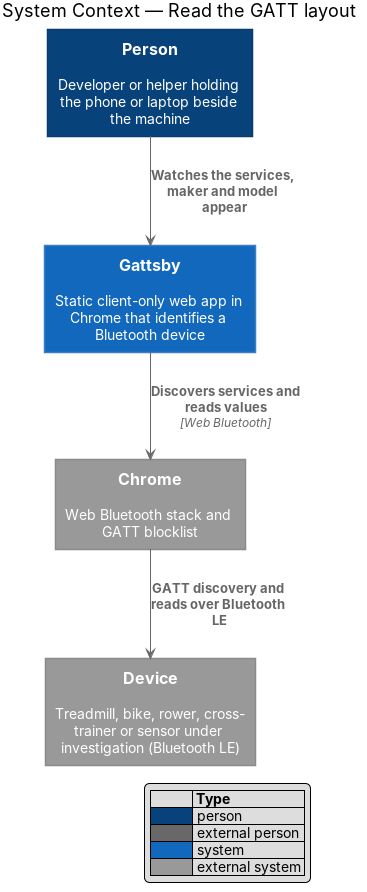 System Context — Read the GATT layout
Person
Developer or helper holding
the phone or laptop beside
the machine
Watches the services,
maker and model
appear
Gattsby
Static client-only web app in
Chrome that identifies a
Bluetooth device
Discovers services and
reads values
[Web Bluetooth]
Chrome
Web Bluetooth stack and
GATT blocklist
GATT discovery and
reads over Bluetooth
LE
Device
Treadmill, bike, rower, cross-
trainer or sensor under
investigation (Bluetooth LE)
Type
person
external person
system
external system